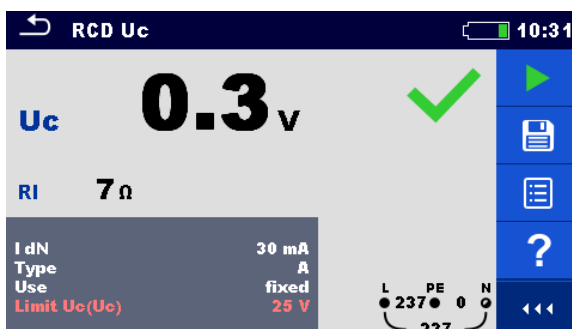 RCD Uc 10:31
Uc 0.3 V
RI 7 Ω
I dN 30 mA
Type A
Use fixed
Limit Uc(Uc) 25 V
?
L PE N
237 0